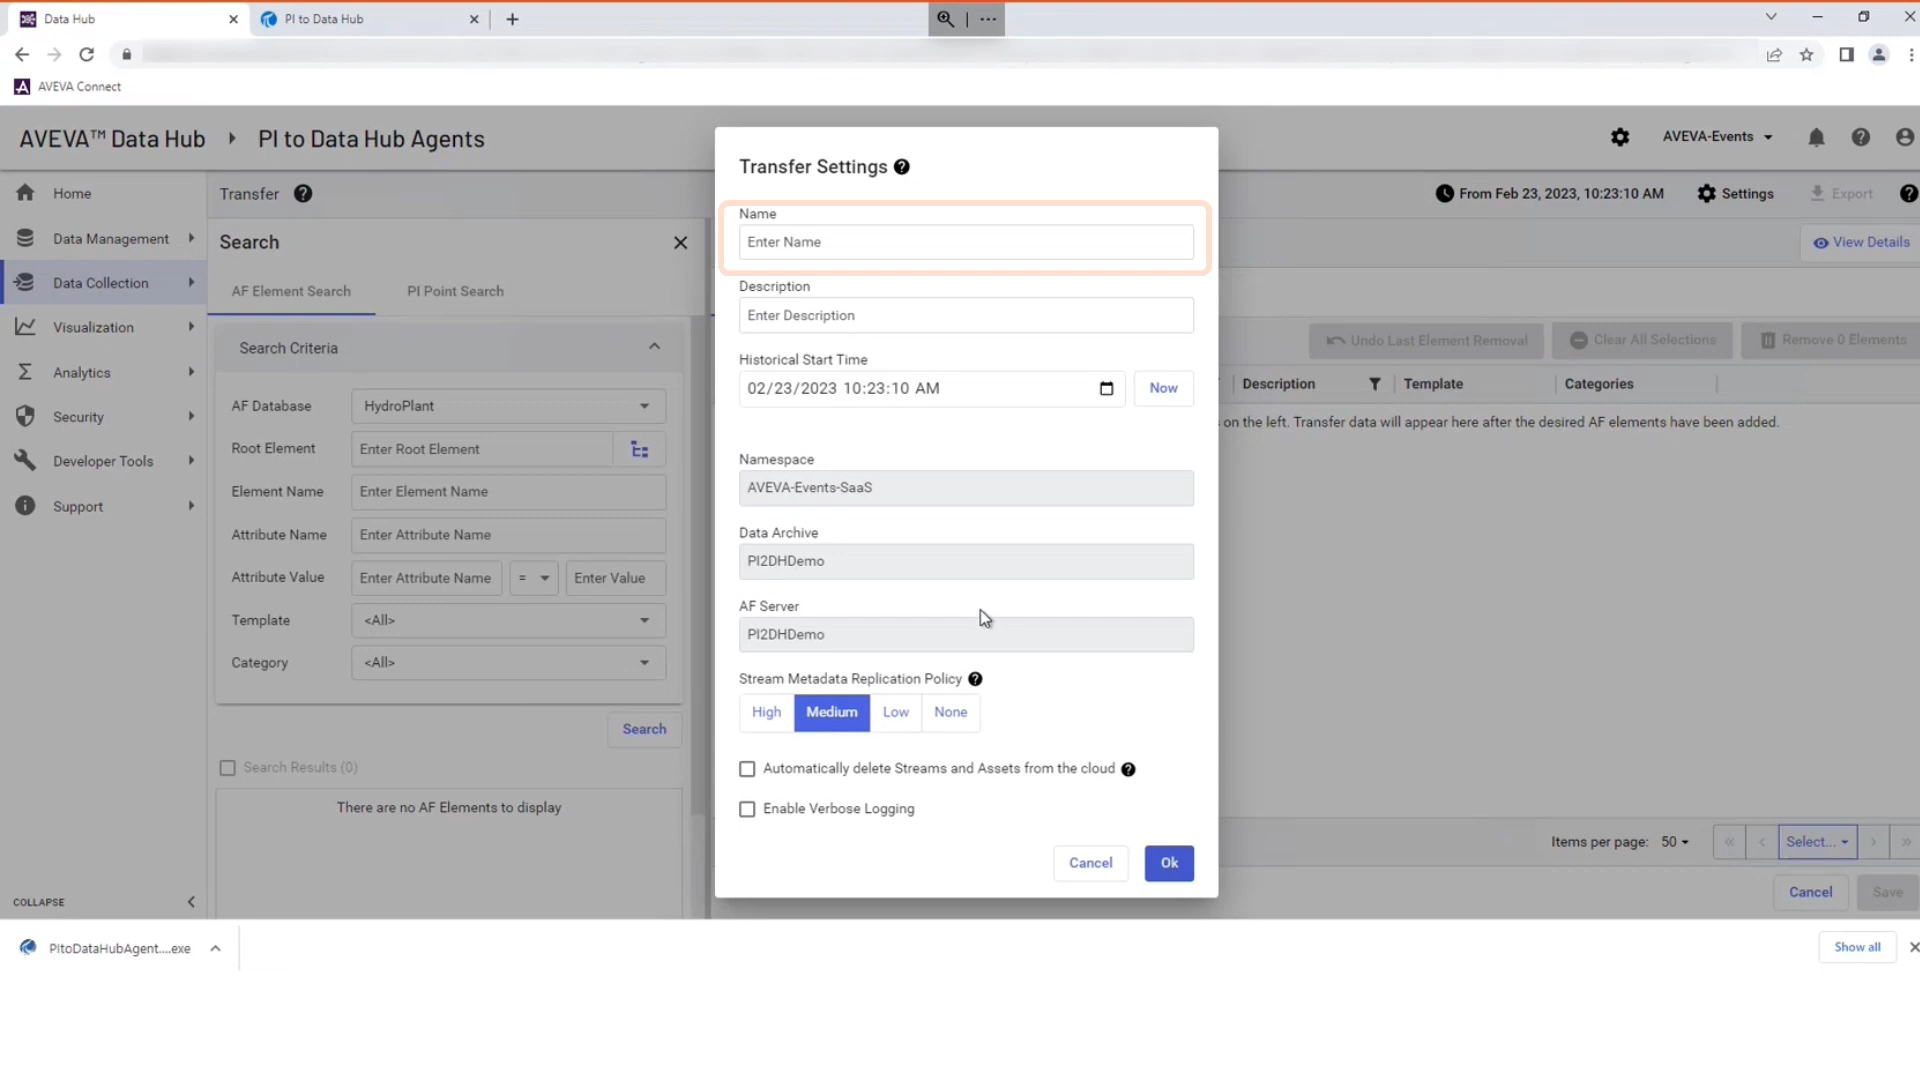 Data Hub
PI to Data Hub
AVEVA Connect
AVEVA™ Data Hub
PI to Data Hub Agents
AVEVA-Events
Home
Data Management
Data Collection
Visualization
Analytics
Security
Developer Tools
Support
COLLAPSE
Transfer
From Feb 23, 2023, 10:23:10 AM
Settings
Export
View Details
Search
AF Element Search
PI Point Search
Search Criteria
AF Database
HydroPlant
Root Element
Enter Root Element
Element Name
Enter Element Name
Attribute Name
Enter Attribute Name
Attribute Value
Enter Attribute Name
=
Enter Value
Template
<All>
Category
<All>
Search
Search Results (0)
There are no AF Elements to display
Transfer Settings
Name
Enter Name
Description
Enter Description
Historical Start Time
02/23/2023 10:23:10 AM
Now
Namespace
AVEVA-Events-SaaS
Data Archive
PI2DHDemo
AF Server
PI2DHDemo
Stream Metadata Replication Policy
High
Medium
Low
None
Automatically delete Streams and Assets from the cloud
Enable Verbose Logging
Cancel
Ok
Undo Last Element Removal
Clear All Selections
Remove 0 Elements
Description
Template
Categories
on the left. Transfer data will appear here after the desired AF elements have been added.
Items per page: 50
Select...
Cancel
Save
PItoDataHubAgent....exe
Show all